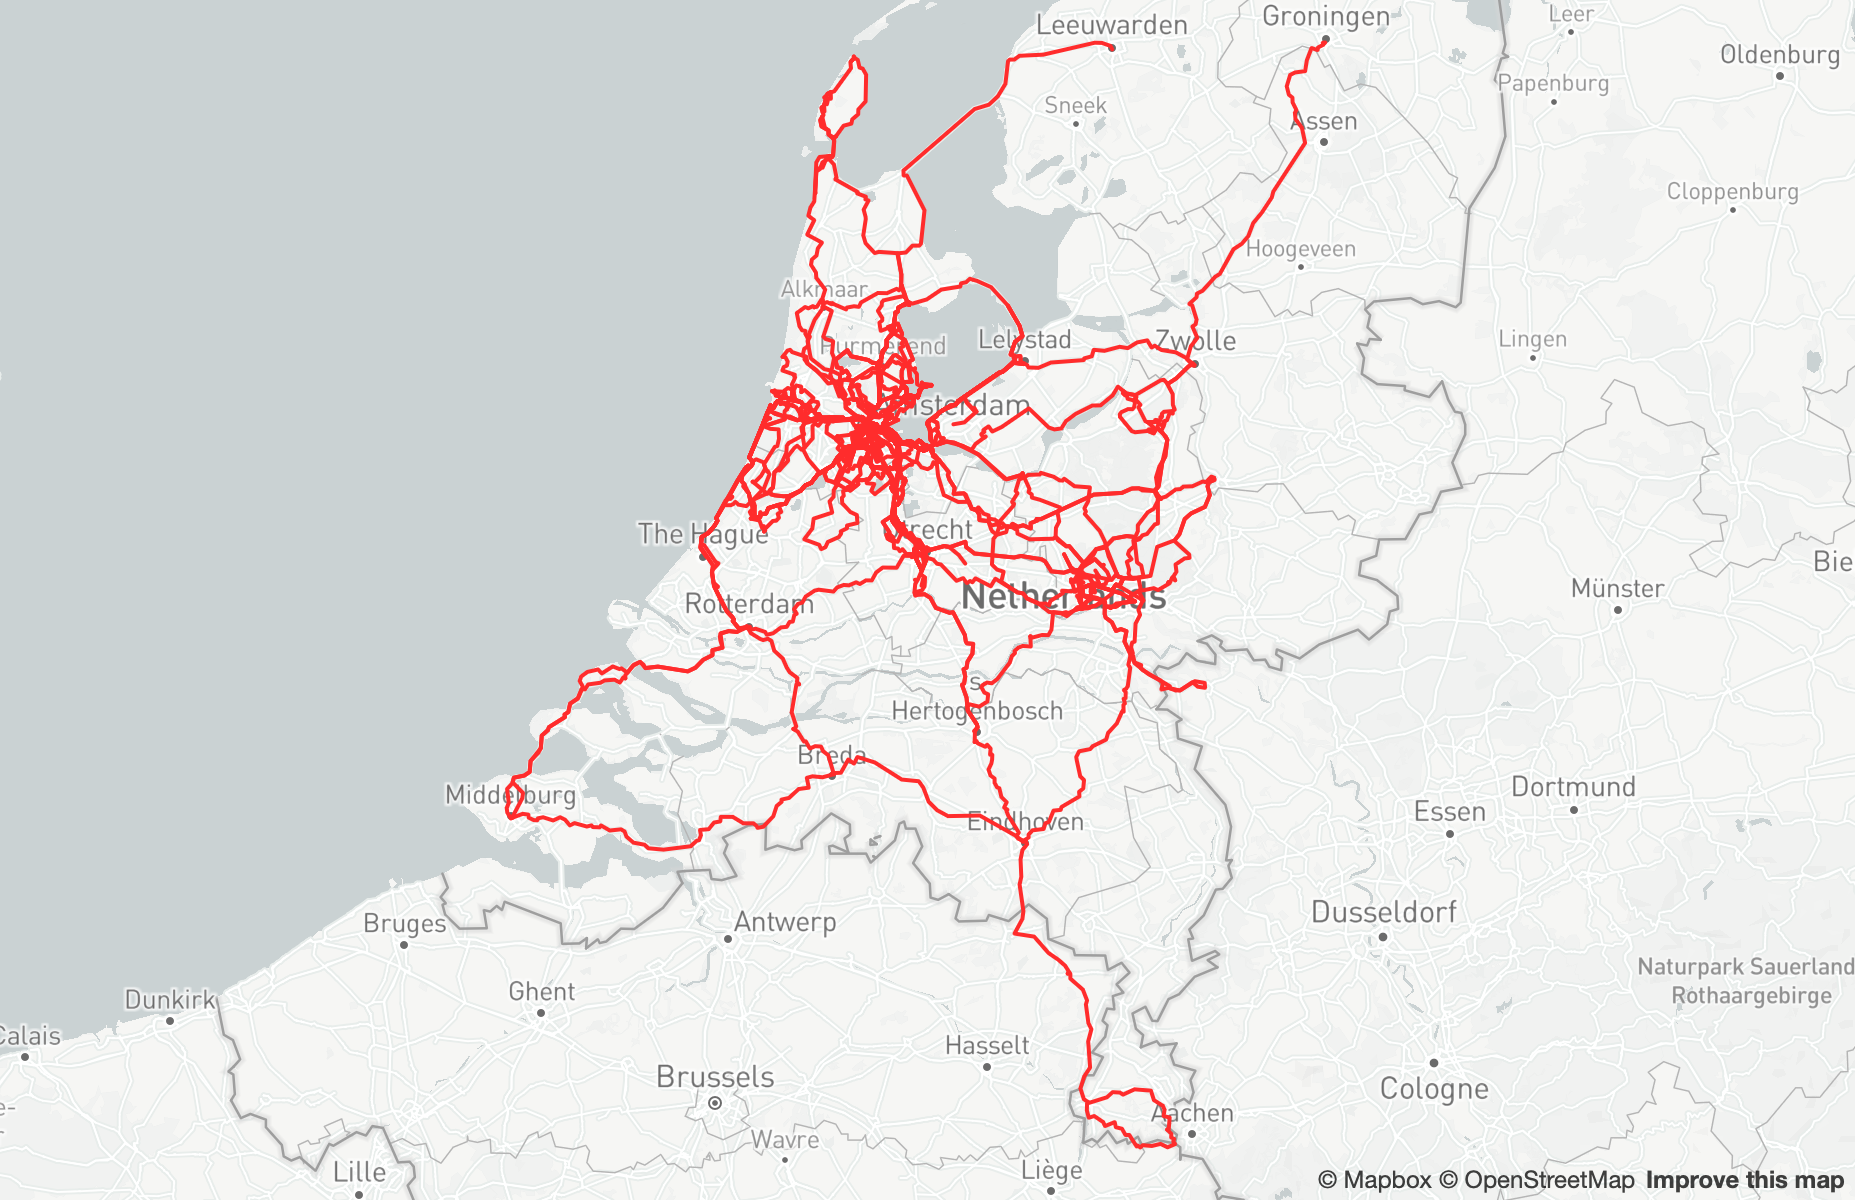 Leeuwarden
Groningen
Leer
Oldenburg
Papenburg
Sneek
Assen
Cloppenburg
Hoogeveen
Alkmaar
Purmerend
Lelystad
Zwolle
Lingen
Amsterdam
The Hague
Utrecht
Bie
Netherlands
Münster
Rotterdam
s
Hertogenbosch
Breda
Middelburg
Dortmund
Essen
Eindhoven
Bruges
Antwerp
Dusseldorf
Naturpark Sauerland
Rothaargebirge
Dunkirk
Ghent
Calais
Hasselt
Brussels
Cologne
e-
Aachen
Wavre
Lille
Liège
© Mapbox © OpenStreetMap Improve this map